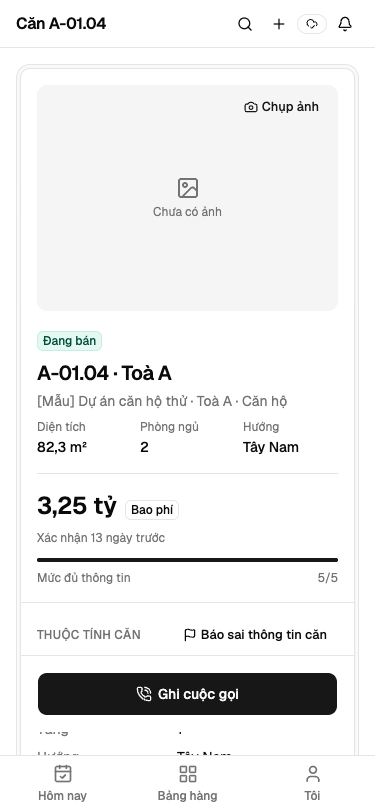 Căn A-01.04
Chụp ảnh
Chưa có ảnh
Đang bán
A-01.04 · Toà A
[Mẫu] Dự án căn hộ thử · Toà A · Căn hộ
Diện tích Phòng ngủ Hướng
82,3 m² 2 Tây Nam
3,25 tỷ Bao phí
Xác nhận 13 ngày trước
Mức đủ thông tin 5/5
THUỘC TÍNH CĂN Báo sai thông tin căn
Ghi cuộc gọi
Hướng Tây Nam
Hôm nay Bảng hàng Tôi